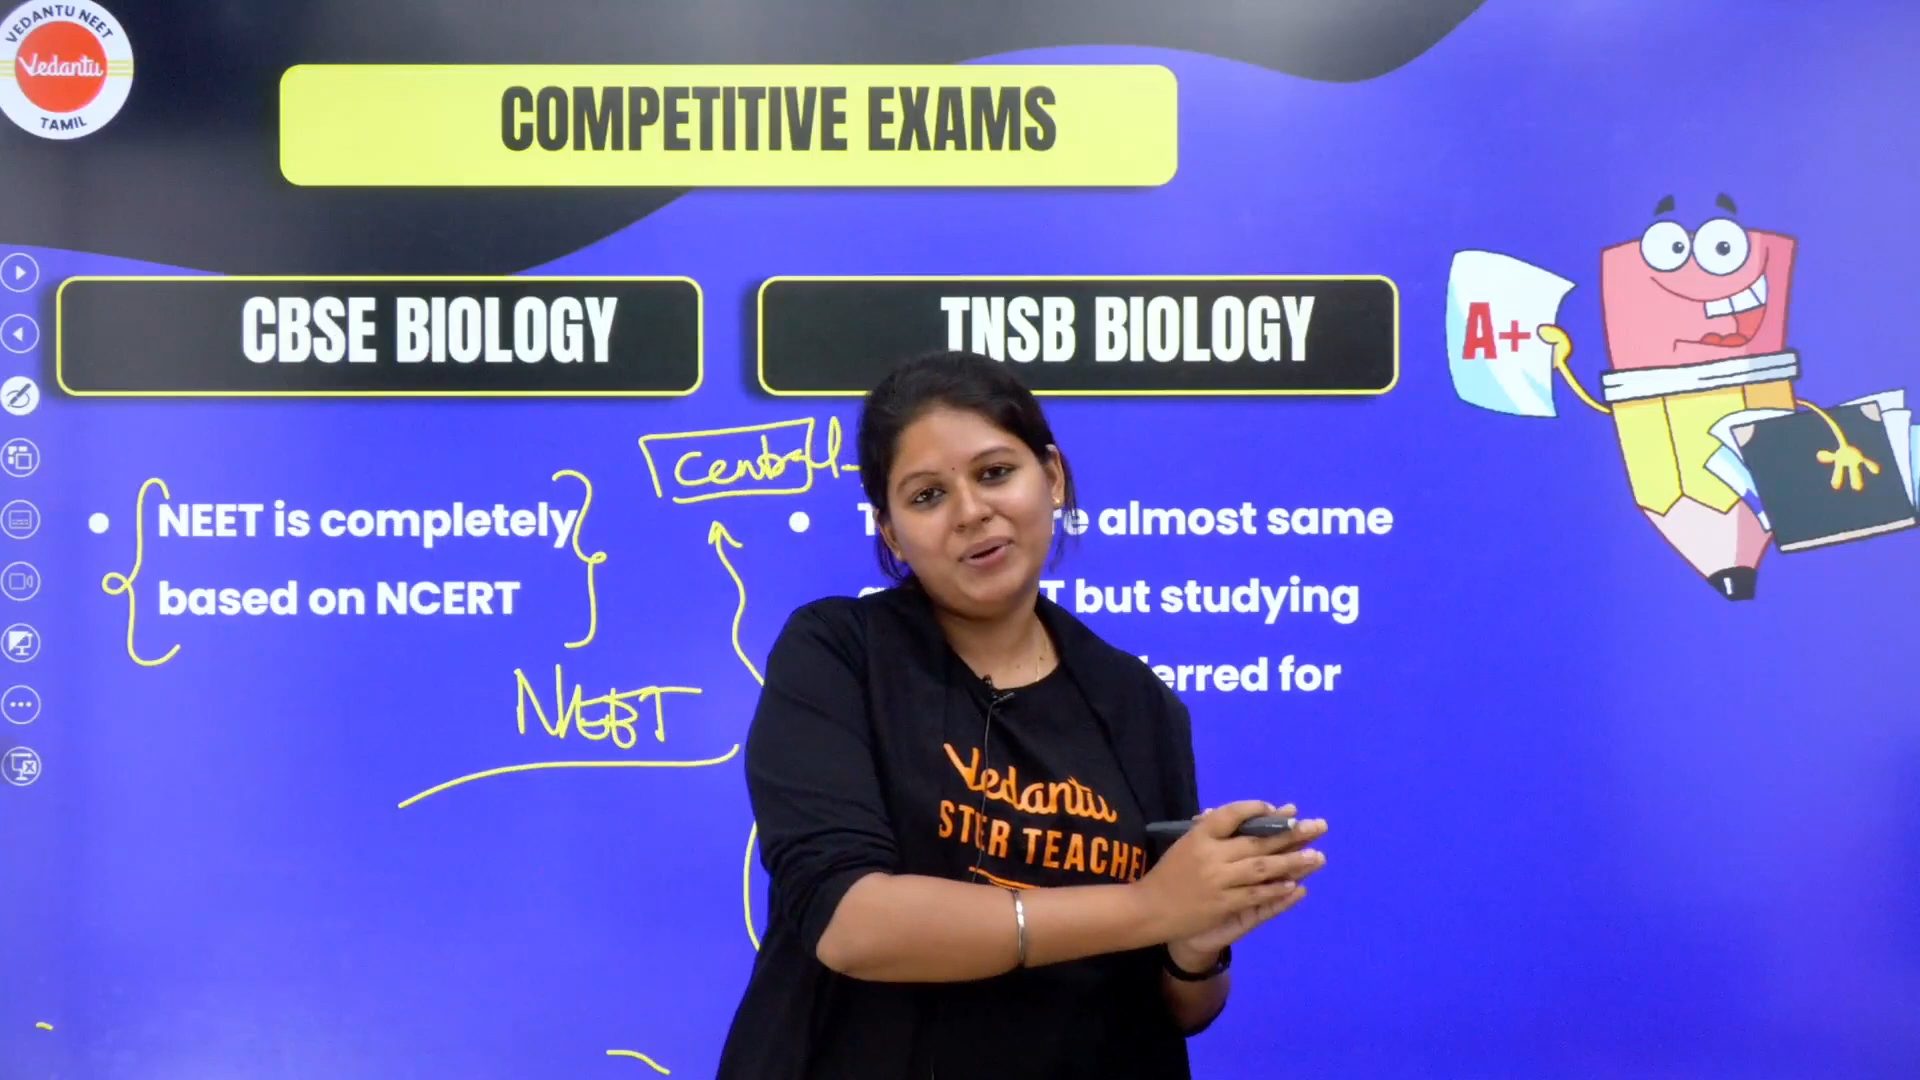 VEDANTU NEET
Vedantu
TAMIL
COMPETITIVE EXAMS
CBSE BIOLOGY
TNSB BIOLOGY
A+
Central
• NEET is completely
based on NCERT
NEET
• almost same
but studying
for
Vedantu
TEACHE